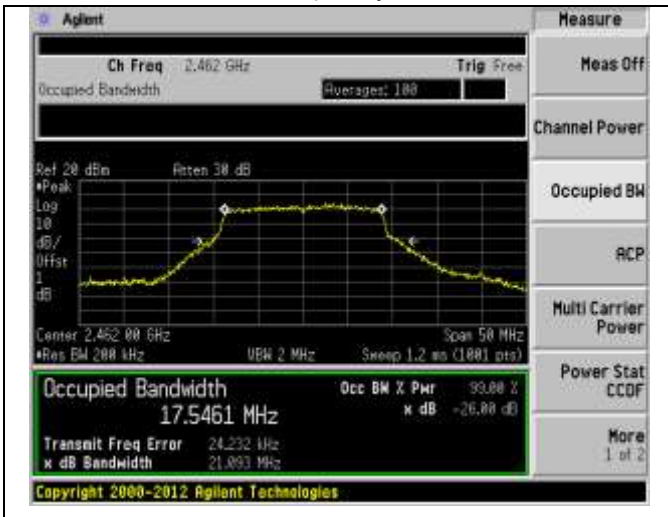 Agilent
Measure
Ch Freq 2.462 GHz Trig Free
Meas Off
Occupied Bandwidth Averages: 100
Channel Power
Ref 20 dBm Atten 30 dB
•Peak
Occupied BW
Log
10
dB/
ACP
Offst
1
dB
Multi Carrier
Power
Center 2.462 00 GHz Span 50 MHz
•Res BW 200 kHz VBW 2 MHz Sweep 1.2 ms (1001 pts)
Power Stat
CCDF
Occupied Bandwidth Occ BW % Pwr 99.00 %
17.5461 MHz x dB -26.00 dB
More
1 of 2
Transmit Freq Error 24.232 kHz
x dB Bandwidth 21.093 MHz
Copyright 2000-2012 Agilent Technologies